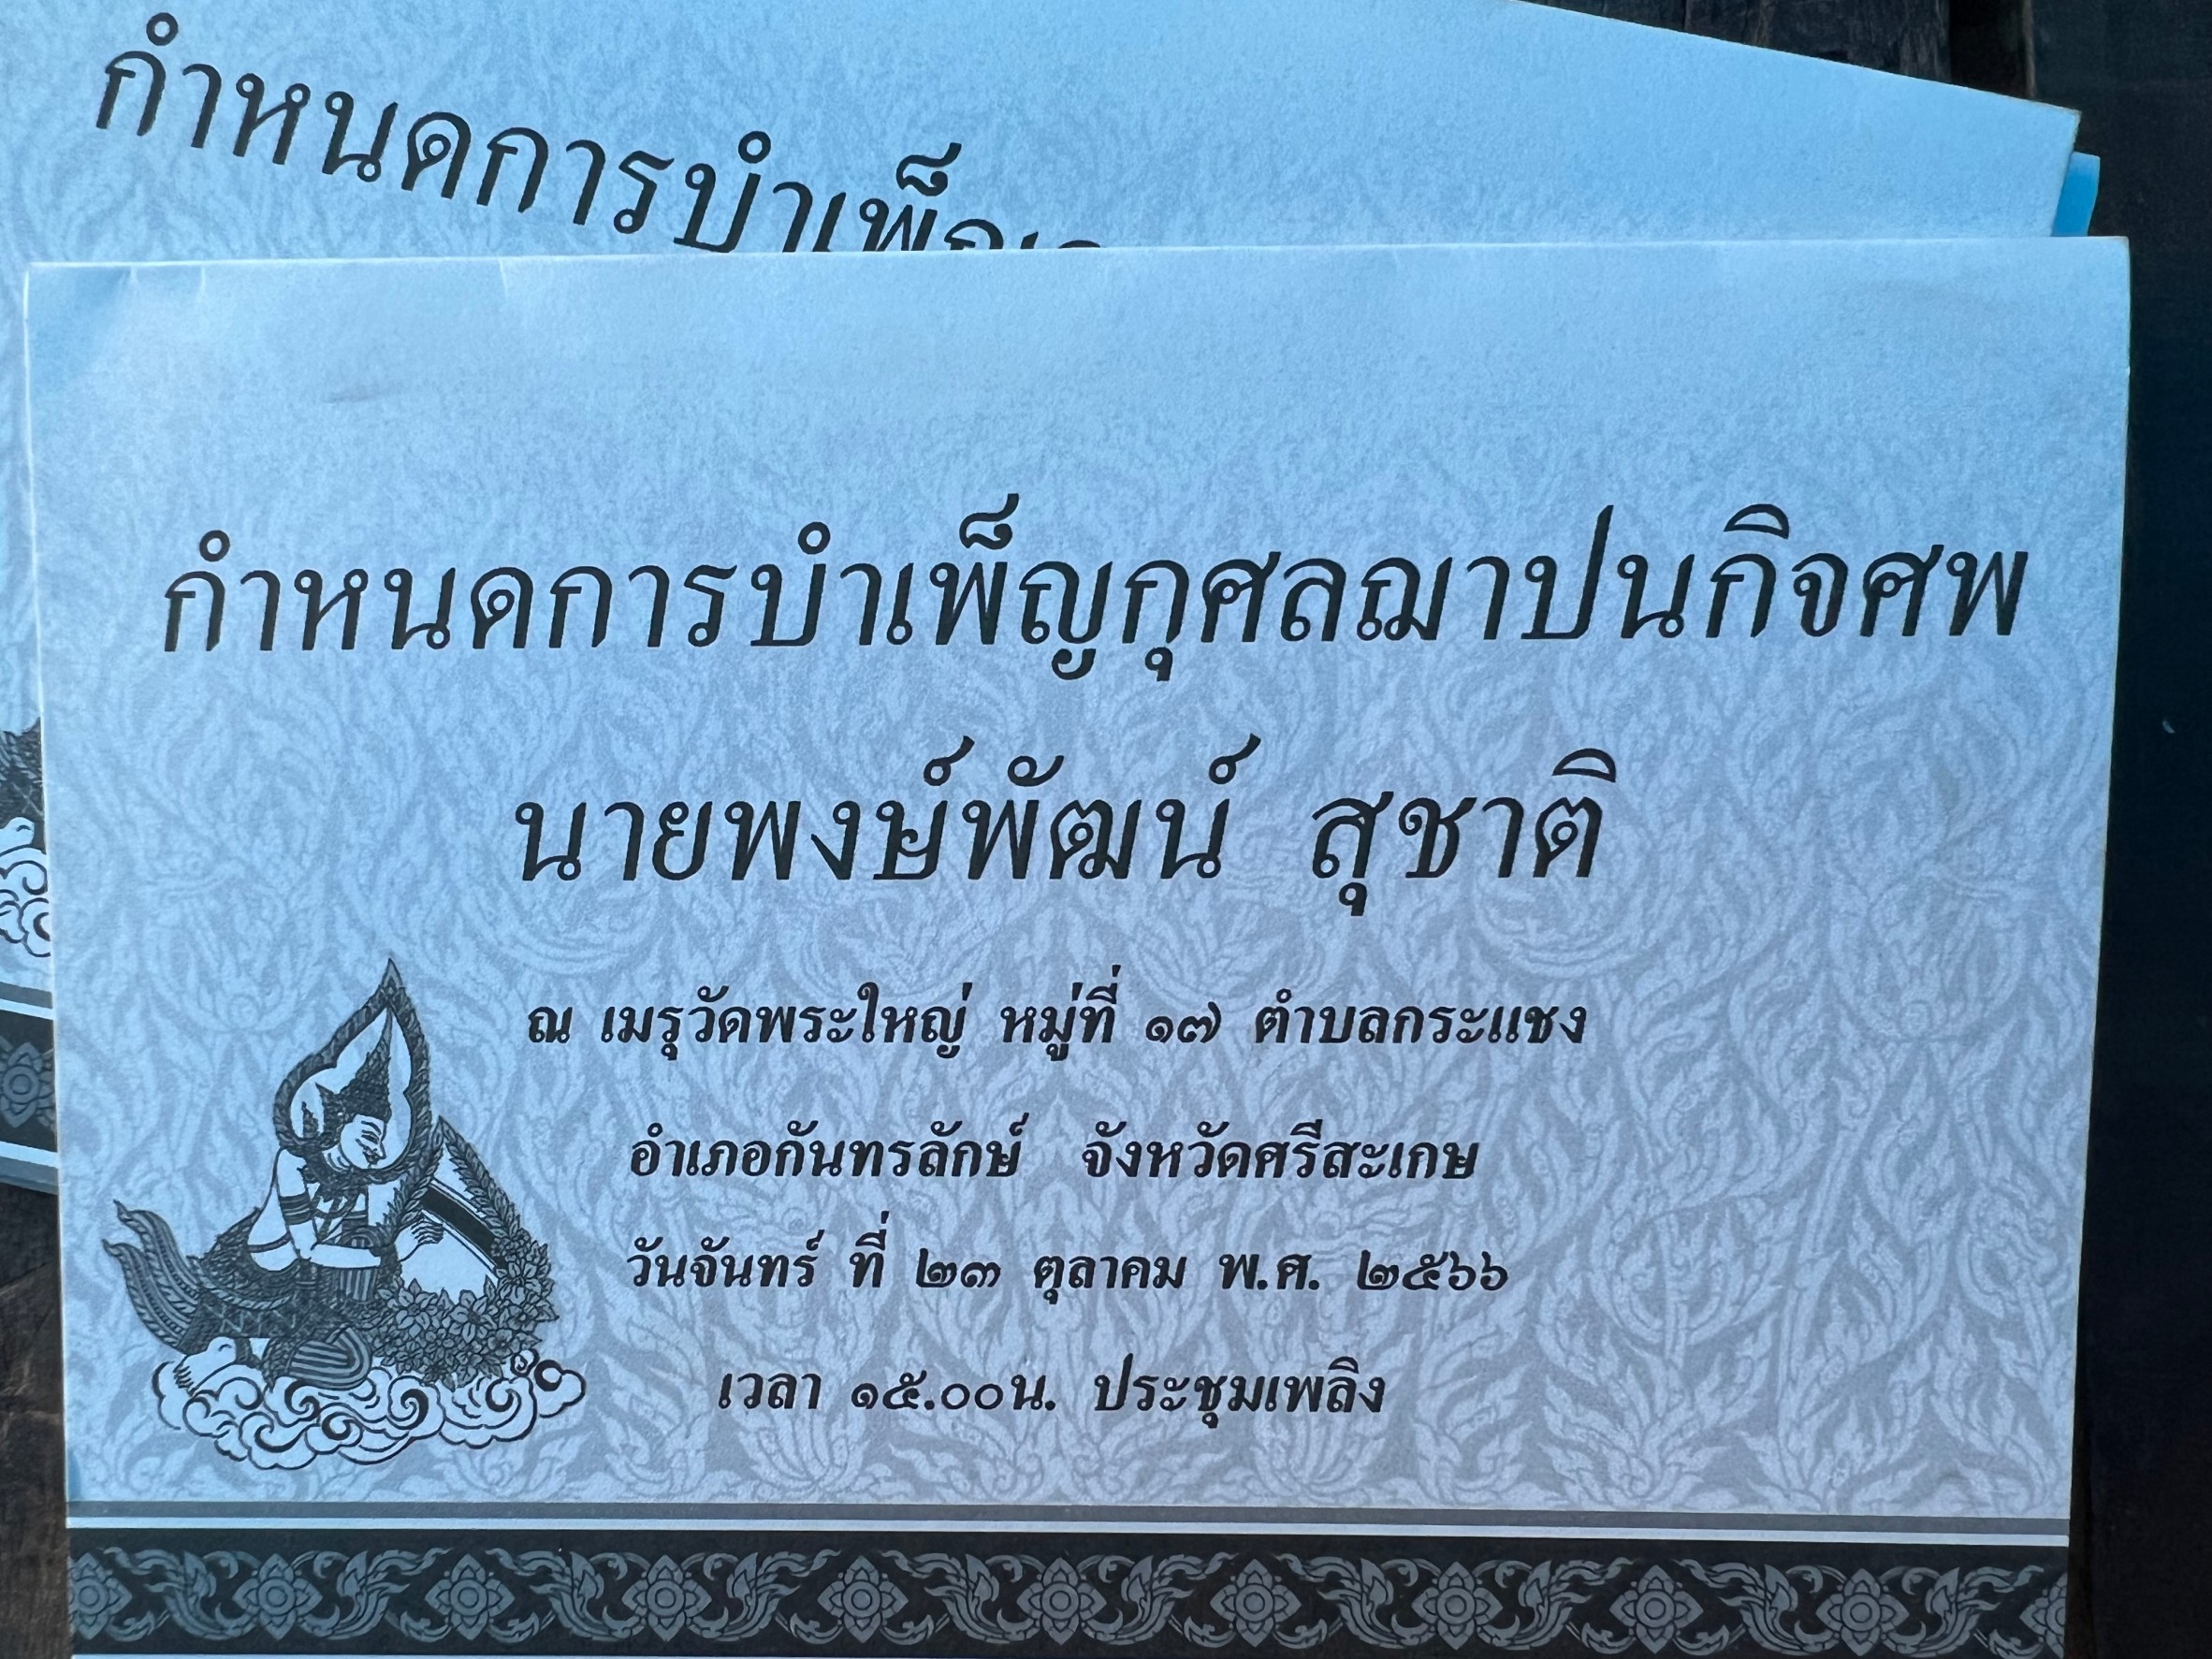 กำหนดการบำเพ็ญ
กำหนดการบำเพ็ญกุศลฌาปนกิจศพ
นายพงษ์พัฒน์ สุชาติ
ณ เมรุวัดพระใหญ่ หมู่ที่ ๑๗ ตำบลกระแชง
อำเภอกันทรลักษ์ จังหวัดศรีสะเกษ
วันจันทร์ ที่ ๒๓ ตุลาคม พ.ศ. ๒๕๖๖
เวลา ๑๕.๐๐น. ประชุมเพลิง